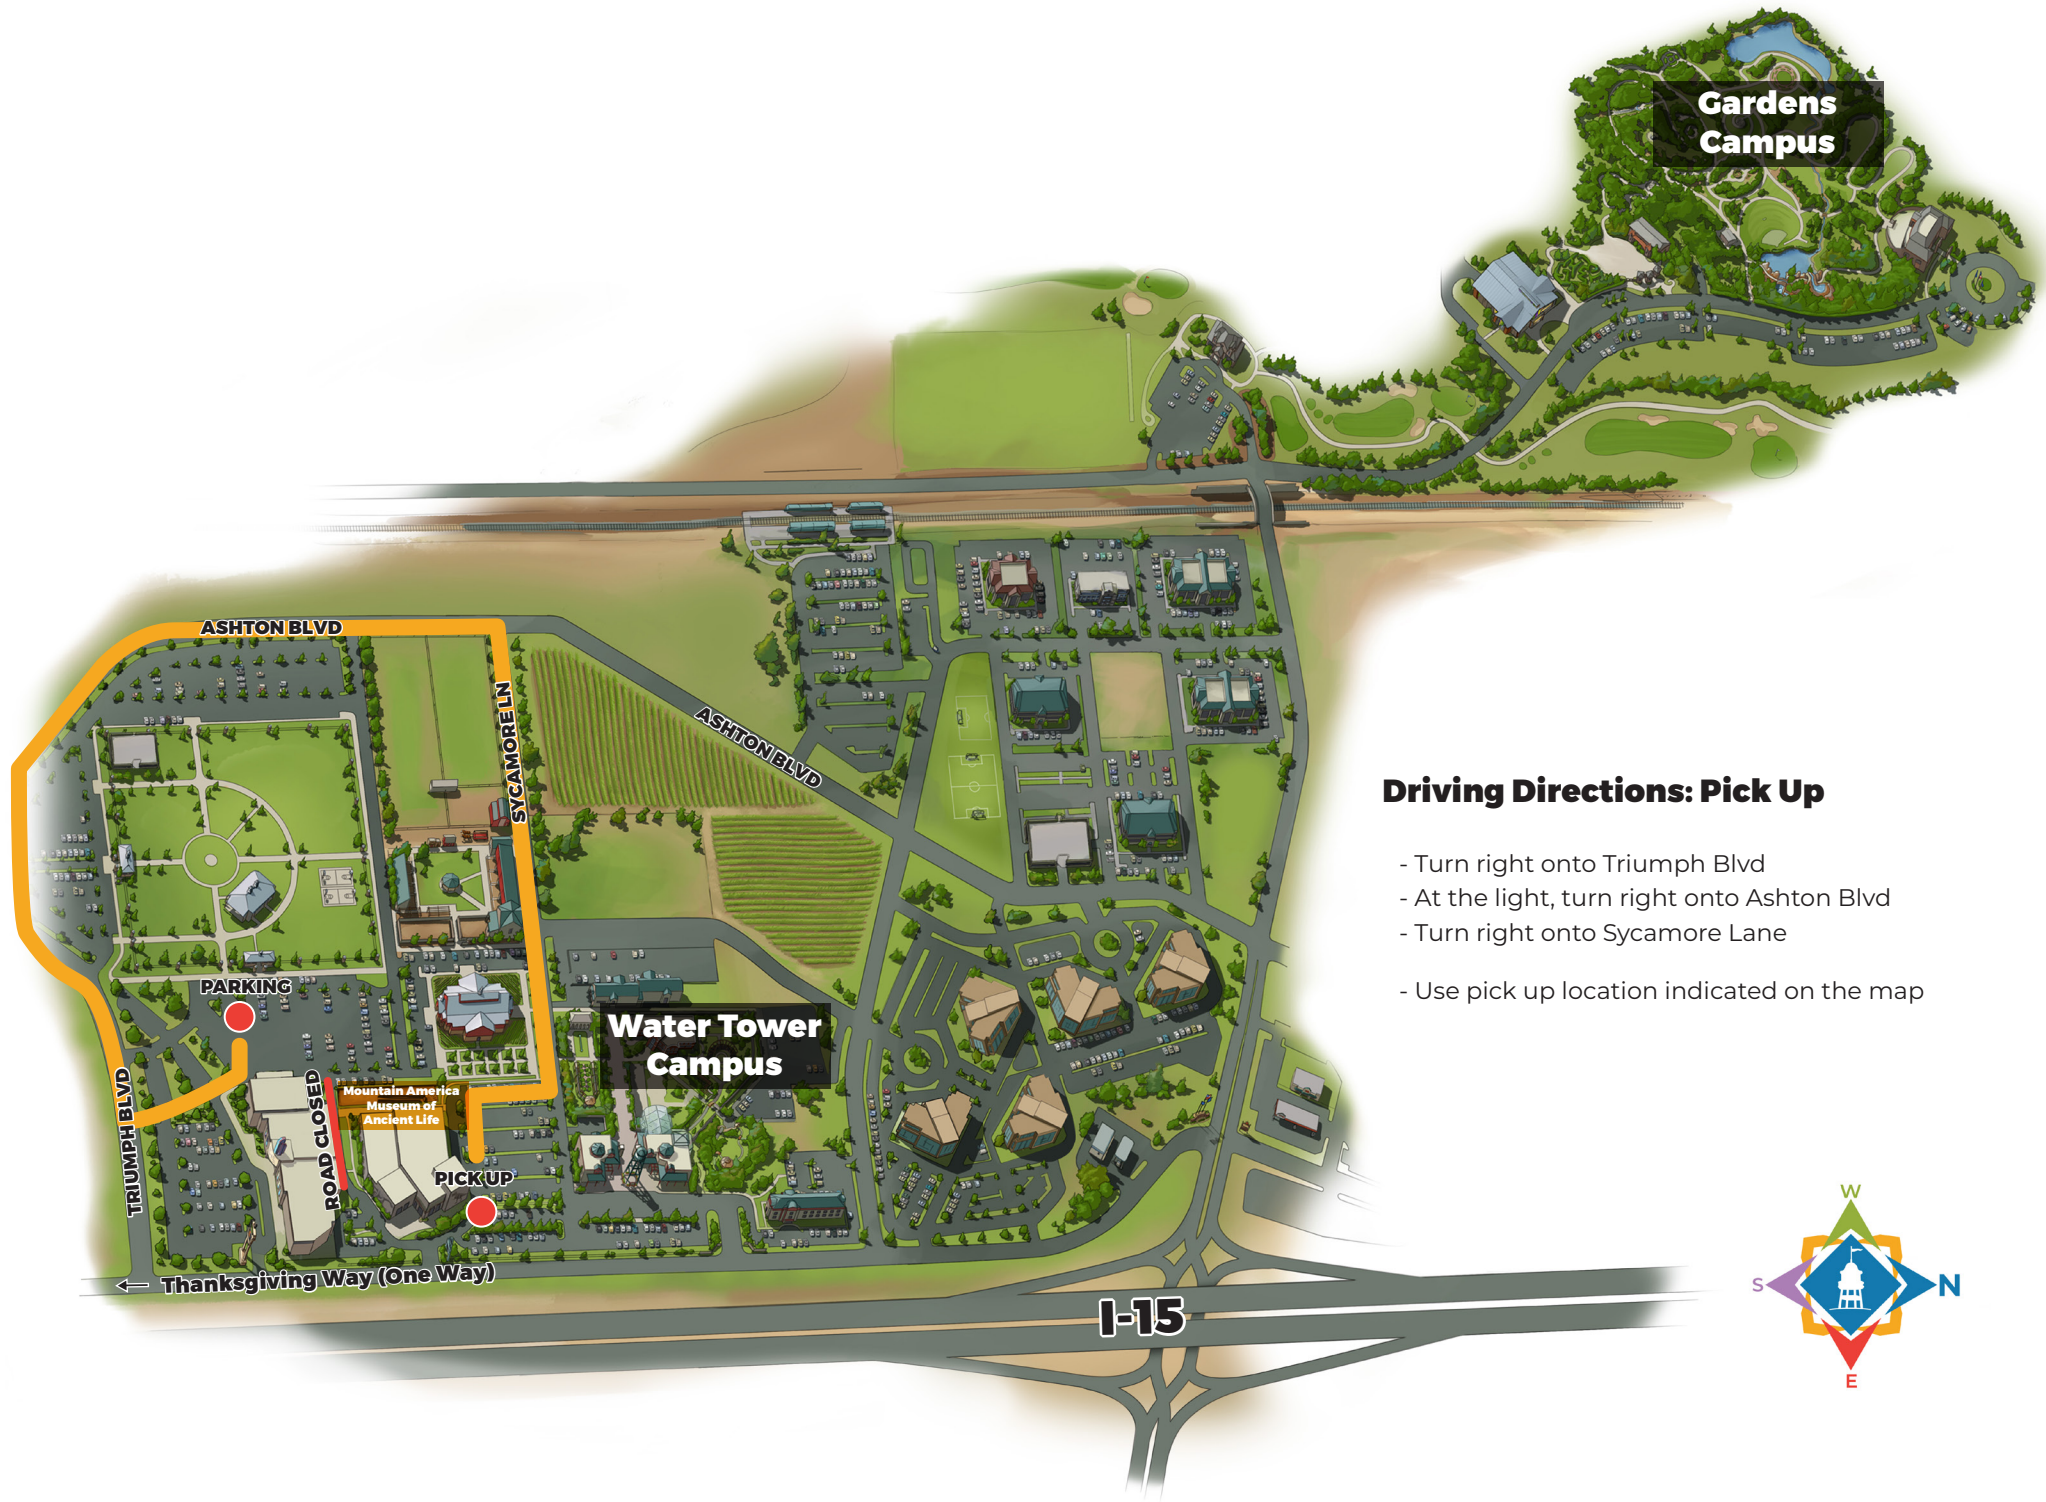 Gardens
Campus
ASHTON BLVD
SYCAMORE LN
ASHTON BLVD
Driving Directions: Pick Up
- Turn right onto Triumph Blvd
- At the light, turn right onto Ashton Blvd
- Turn right onto Sycamore Lane
- Use pick up location indicated on the map
PARKING
Water Tower
Campus
TRIUMPH BLVD
ROAD CLOSED
Mountain America
Museum of
Ancient Life
PICK UP
Thanksgiving Way (One Way)
I-15
W
S
N
E